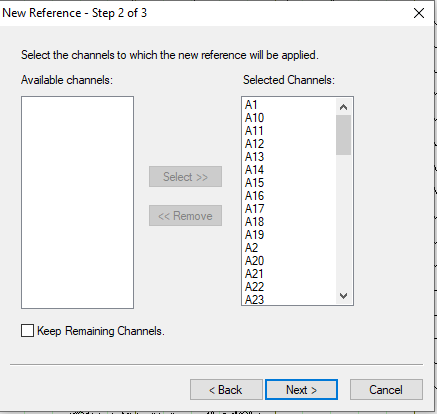 New Reference - Step 2 of 3
Select the channels to which the new reference will be applied.
Available channels:
Selected Channels:
A1
A10
A11
A12
A13
A14
A15
A16
A17
A18
A19
A2
A20
A21
A22
A23
Select >>
<< Remove
Keep Remaining Channels.
< Back
Next >
Cancel